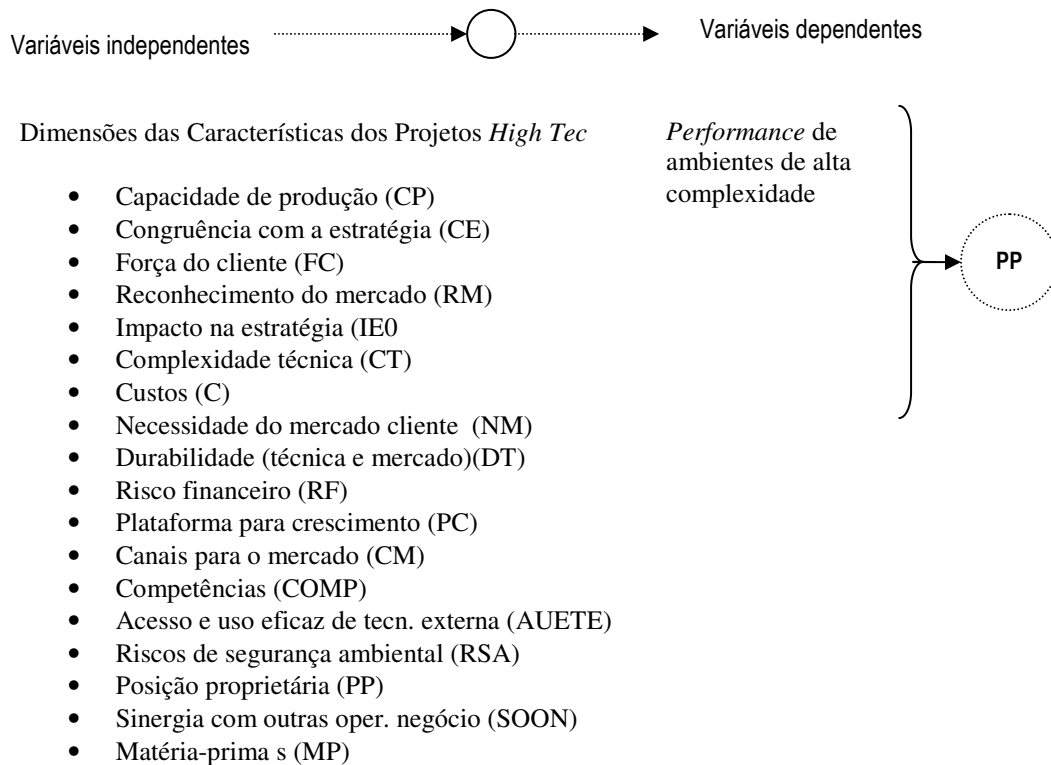 Variáveis independentes
Variáveis dependentes
Dimensões das Características dos Projetos High Tec
Performance de
ambientes de alta
complexidade
• Capacidade de produção (CP)
• Congruência com a estratégia (CE)
• Força do cliente (FC)
• Reconhecimento do mercado (RM)
• Impacto na estratégia (IE0
• Complexidade técnica (CT)
• Custos (C)
• Necessidade do mercado cliente (NM)
• Durabilidade (técnica e mercado)(DT)
• Risco financeiro (RF)
• Plataforma para crescimento (PC)
• Canais para o mercado (CM)
• Competências (COMP)
• Acesso e uso eficaz de tecn. externa (AUETE)
• Riscos de segurança ambiental (RSA)
• Posição proprietária (PP)
• Sinergia com outras oper. negócio (SOON)
• Matéria-prima s (MP)
PP